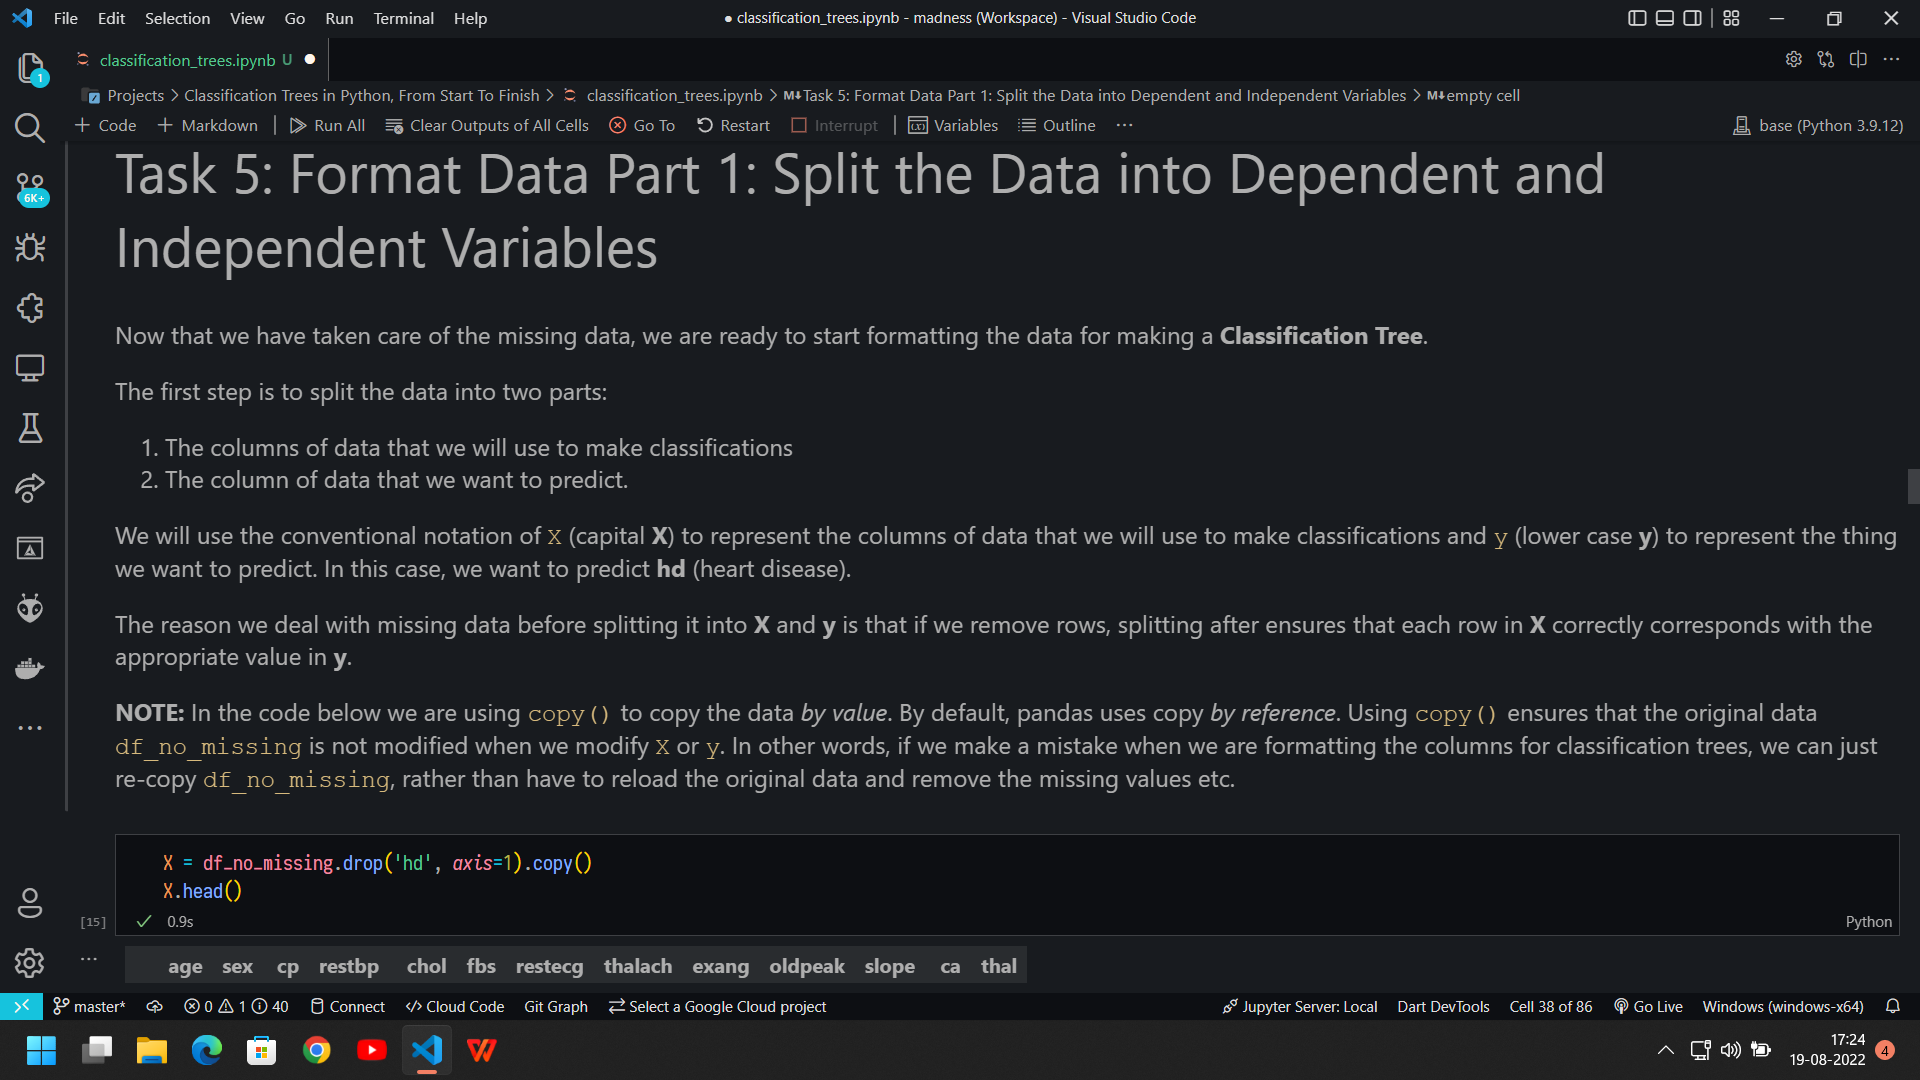 File Edit Selection View Go Run Terminal Help
● classification_trees.ipynb - madness (Workspace) - Visual Studio Code
classification_trees.ipynb U ●
Projects > Classification Trees in Python, From Start To Finish > classification_trees.ipynb > M↓Task 5: Format Data Part 1: Split the Data into Dependent and Independent Variables > M↓empty cell
+ Code + Markdown | Run All Clear Outputs of All Cells Go To Restart Interrupt | Variables Outline ··· base (Python 3.9.12)
1
6K+
Task 5: Format Data Part 1: Split the Data into Dependent and
Independent Variables
Now that we have taken care of the missing data, we are ready to start formatting the data for making a Classification Tree.
The first step is to split the data into two parts:
1. The columns of data that we will use to make classifications
2. The column of data that we want to predict.
We will use the conventional notation of X (capital X) to represent the columns of data that we will use to make classifications and y (lower case y) to represent the thing
we want to predict. In this case, we want to predict hd (heart disease).
The reason we deal with missing data before splitting it into X and y is that if we remove rows, splitting after ensures that each row in X correctly corresponds with the
appropriate value in y.
NOTE: In the code below we are using copy() to copy the data by value. By default, pandas uses copy by reference. Using copy() ensures that the original data
df_no_missing is not modified when we modify X or y. In other words, if we make a mistake when we are formatting the columns for classification trees, we can just
re-copy df_no_missing, rather than have to reload the original data and remove the missing values etc.
X = df_no_missing.drop('hd', axis=1).copy()
X.head()
[15] ✓ 0.9s Python
··· age sex cp restbp chol fbs restecg thalach exang oldpeak slope ca thal
master* 0 1 40 Connect Cloud Code Git Graph Select a Google Cloud project Jupyter Server: Local Dart DevTools Cell 38 of 86 Go Live Windows (windows-x64)
17:24
19-08-2022
4